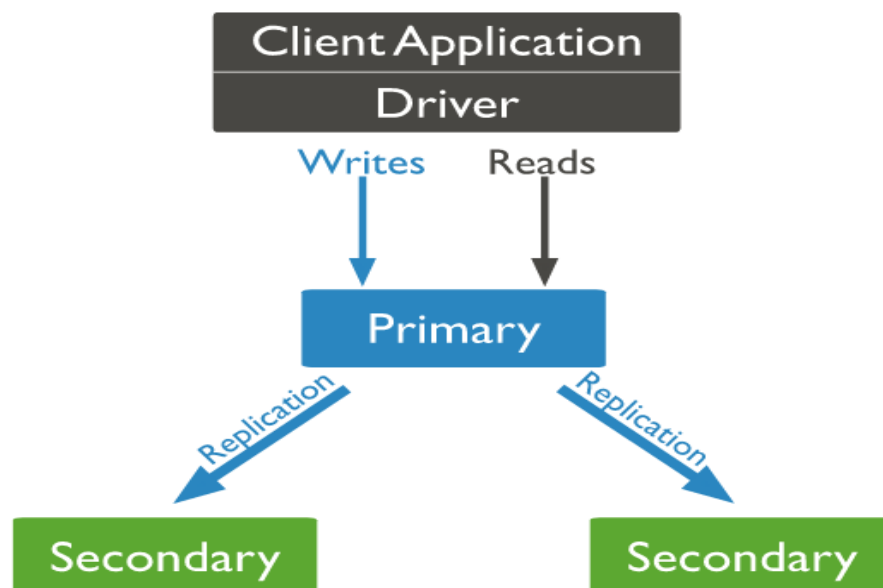 Client Application
Driver
Writes Reads
Primary
Replication Replication
Secondary Secondary